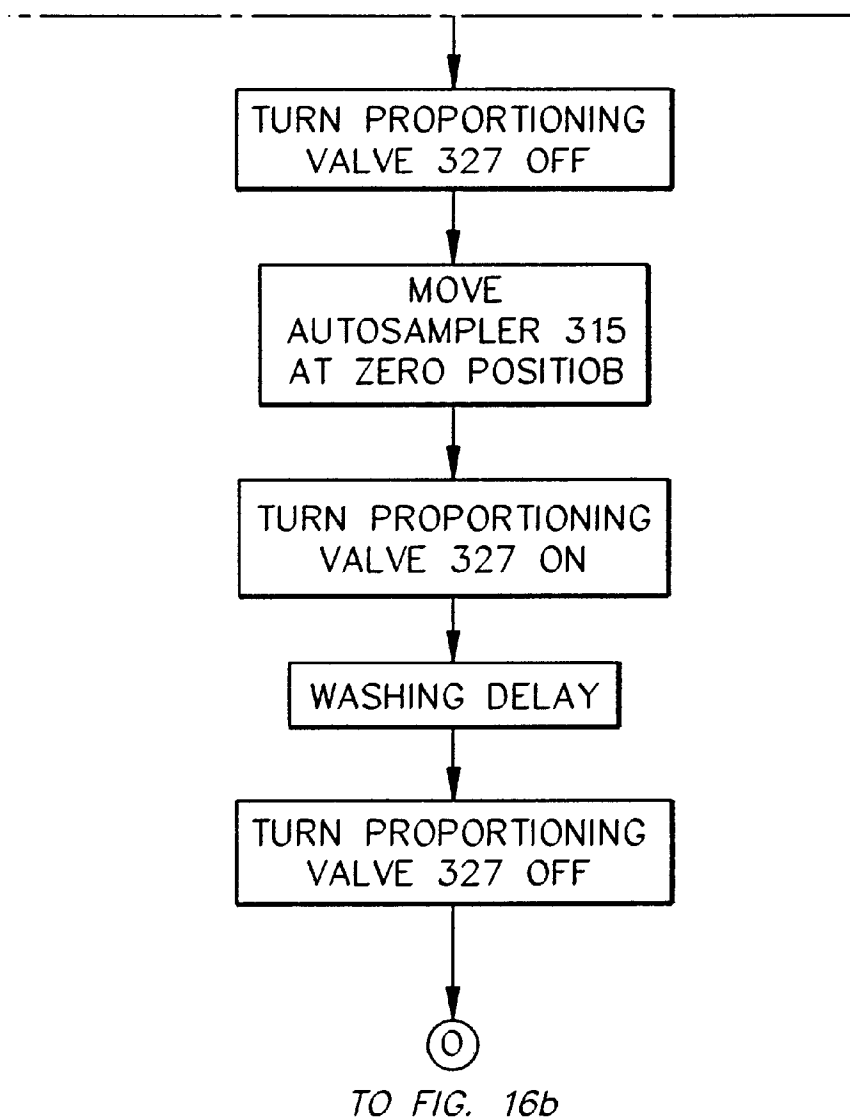 TURN PROPORTIONING
VALVE 327 OFF
MOVE
AUTOSAMPLER 315
AT ZERO POSITIOB
TURN PROPORTIONING
VALVE 327 ON
WASHING DELAY
TURN PROPORTIONING
VALVE 327 OFF
O
TO FIG. 16b